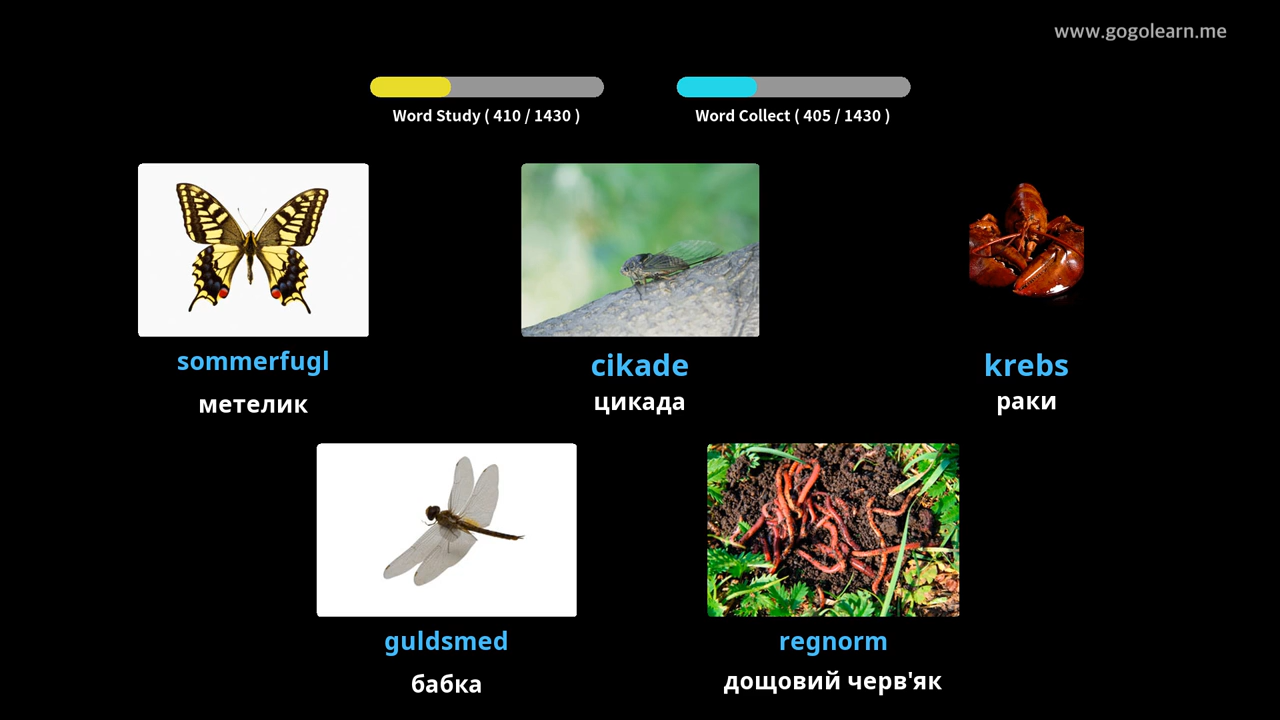 www.gogolearn.me
Word Study ( 410 / 1430 )
Word Collect ( 405 / 1430 )
sommerfugl
метелик
cikade
цикада
krebs
раки
guldsmed
бабка
regnorm
дощовий черв'як